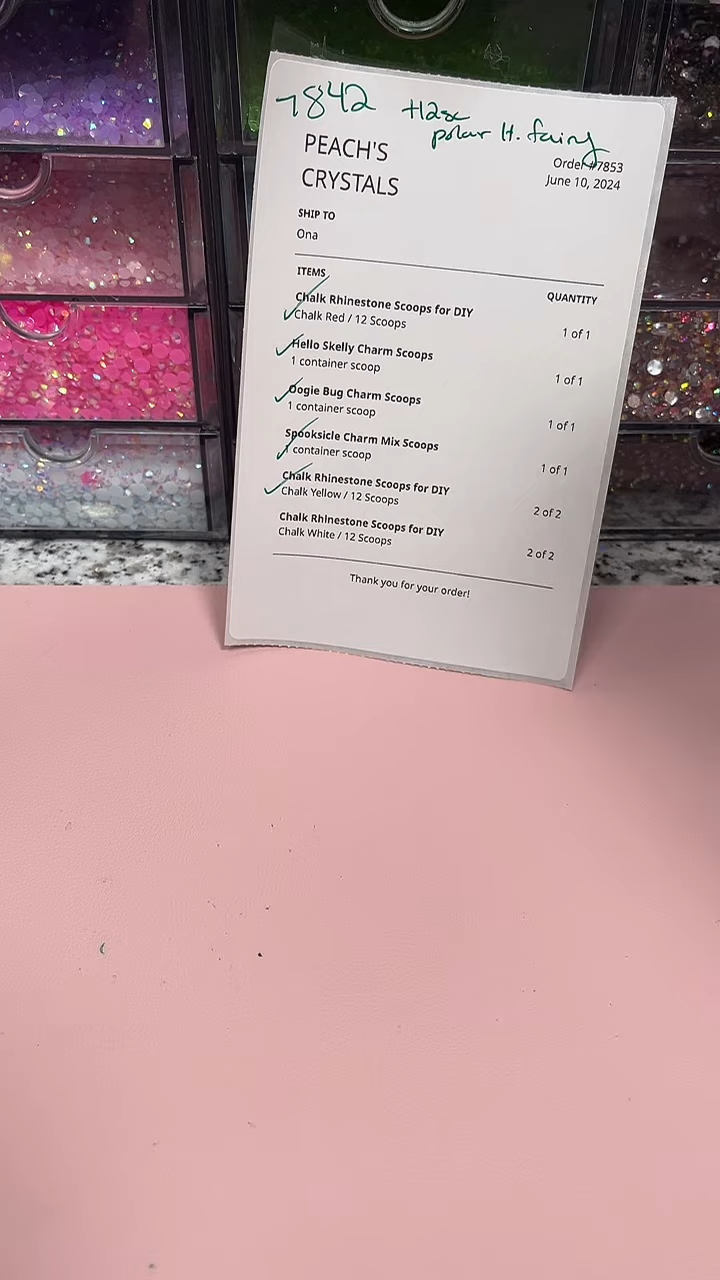 7842 +12sc
polar lt. fairy
PEACH'S
CRYSTALS
Order #7853
June 10, 2024
SHIP TO
Ona
ITEMS
QUANTITY
Chalk Rhinestone Scoops for DIY
Chalk Red / 12 Scoops
1 of 1
Hello Skelly Charm Scoops
1 container scoop
1 of 1
Oogie Bug Charm Scoops
1 container scoop
1 of 1
Spooksicle Charm Mix Scoops
1 container scoop
1 of 1
Chalk Rhinestone Scoops for DIY
Chalk Yellow / 12 Scoops
2 of 2
Chalk Rhinestone Scoops for DIY
Chalk White / 12 Scoops
2 of 2
Thank you for your order!